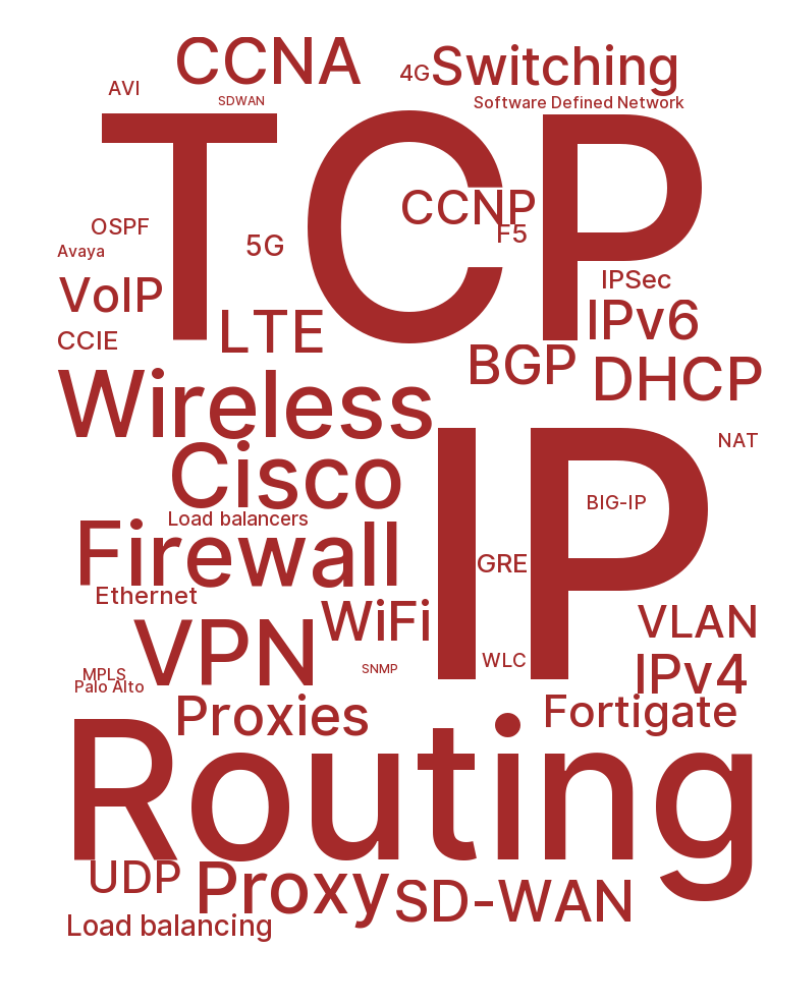 CCNA
4G
Switching
AVI
SDWAN
Software Defined Network
TCP
CCNP
F5
OSPF
5G
Avaya
VoIP
IPSec
LTE
IPv6
CCIE
BGP
DHCP
Wireless
NAT
IP
Cisco
BIG-IP
Load balancers
Firewall
GRE
Ethernet
WiFi
VLAN
VPN
WLC
IPv4
SNMP
MPLS
Palo Alto
Proxies
Fortigate
Routing
UDP
Proxy
SD-WAN
Load balancing